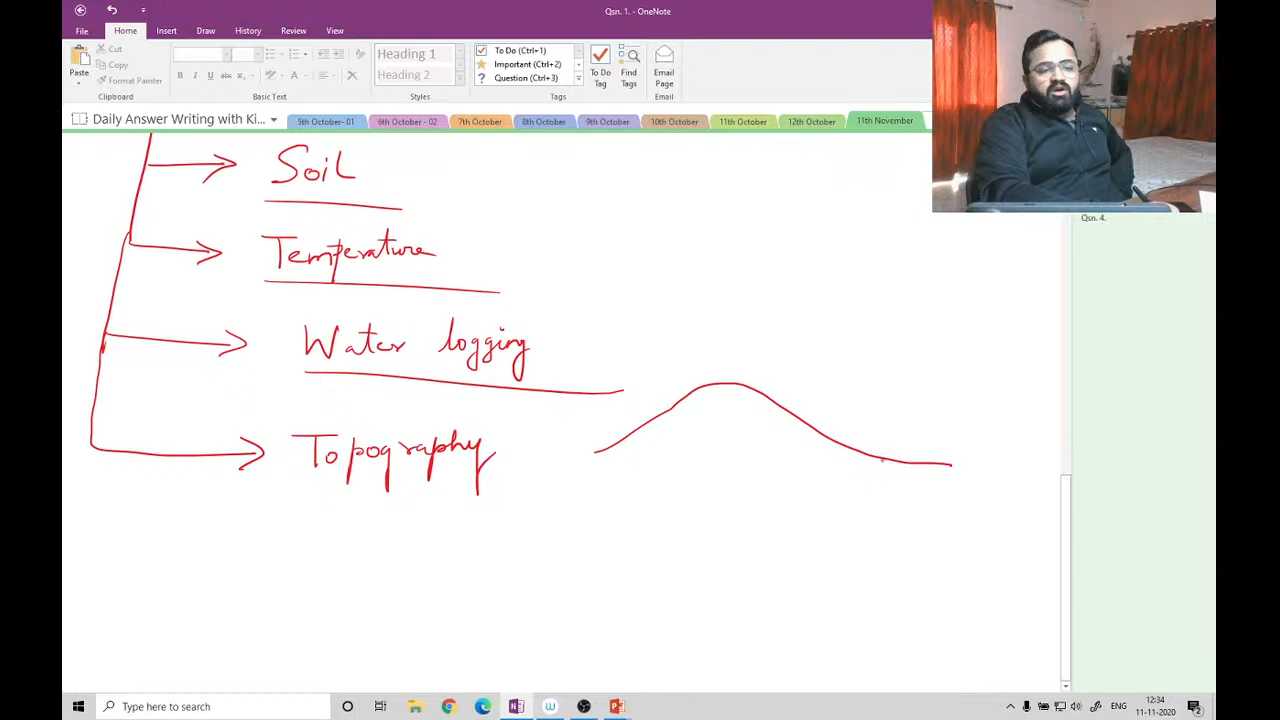 Qsn. 1. - OneNote
File Home Insert Draw History Review View
Paste
Cut
Copy
Format Painter
Clipboard
B I U abc
Basic Text
Heading 1
Heading 2
Styles
To Do (Ctrl+1)
Important (Ctrl+2)
Question (Ctrl+3)
To Do Tag
Find Tags
Tags
Email Page
Email
Daily Answer Writing with Ki... 5th October- 01 6th October - 02 7th October 8th October 9th October 10th October 11th October 12th October 11th November
Qsn. 4.
Soil
Temperature
Water logging
Topography
Type here to search
ENG
12:34
11-11-2020
2